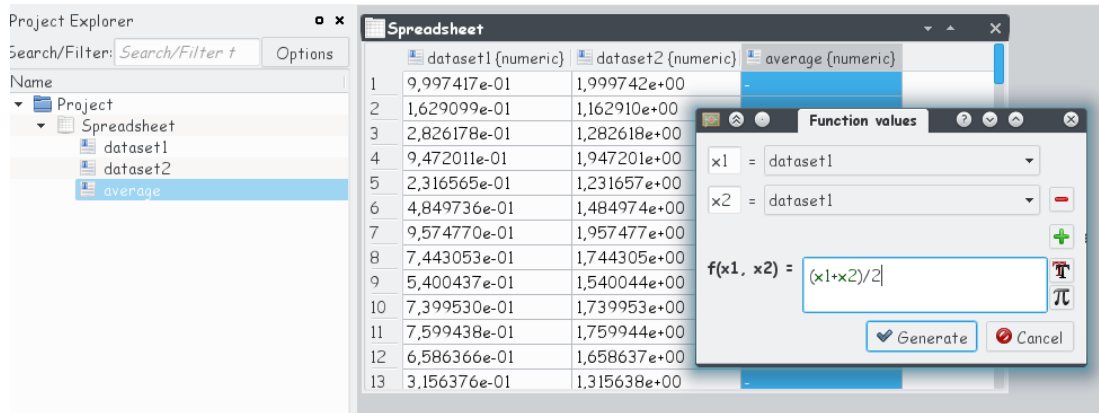 Project Explorer
Search/Filter: Search/Filter t Options
Name
Project
Spreadsheet
dataset1
dataset2
average
Spreadsheet
dataset1 {numeric} dataset2 {numeric} average {numeric}
1 9,997417e-01 1,999742e+00 -
2 1,629099e-01 1,162910e+00
3 2,826178e-01 1,282618e+00
4 9,472011e-01 1,947201e+00
5 2,316565e-01 1,231657e+00
6 4,849736e-01 1,484974e+00
7 9,574770e-01 1,957477e+00
8 7,443053e-01 1,744305e+00
9 5,400437e-01 1,540044e+00
10 7,399530e-01 1,739953e+00
11 7,599438e-01 1,759944e+00
12 6,586366e-01 1,658637e+00
13 3,156376e-01 1,315638e+00 -
Function values
x1 = dataset1
x2 = dataset1
f(x1, x2) = (x1+x2)/2
Generate Cancel